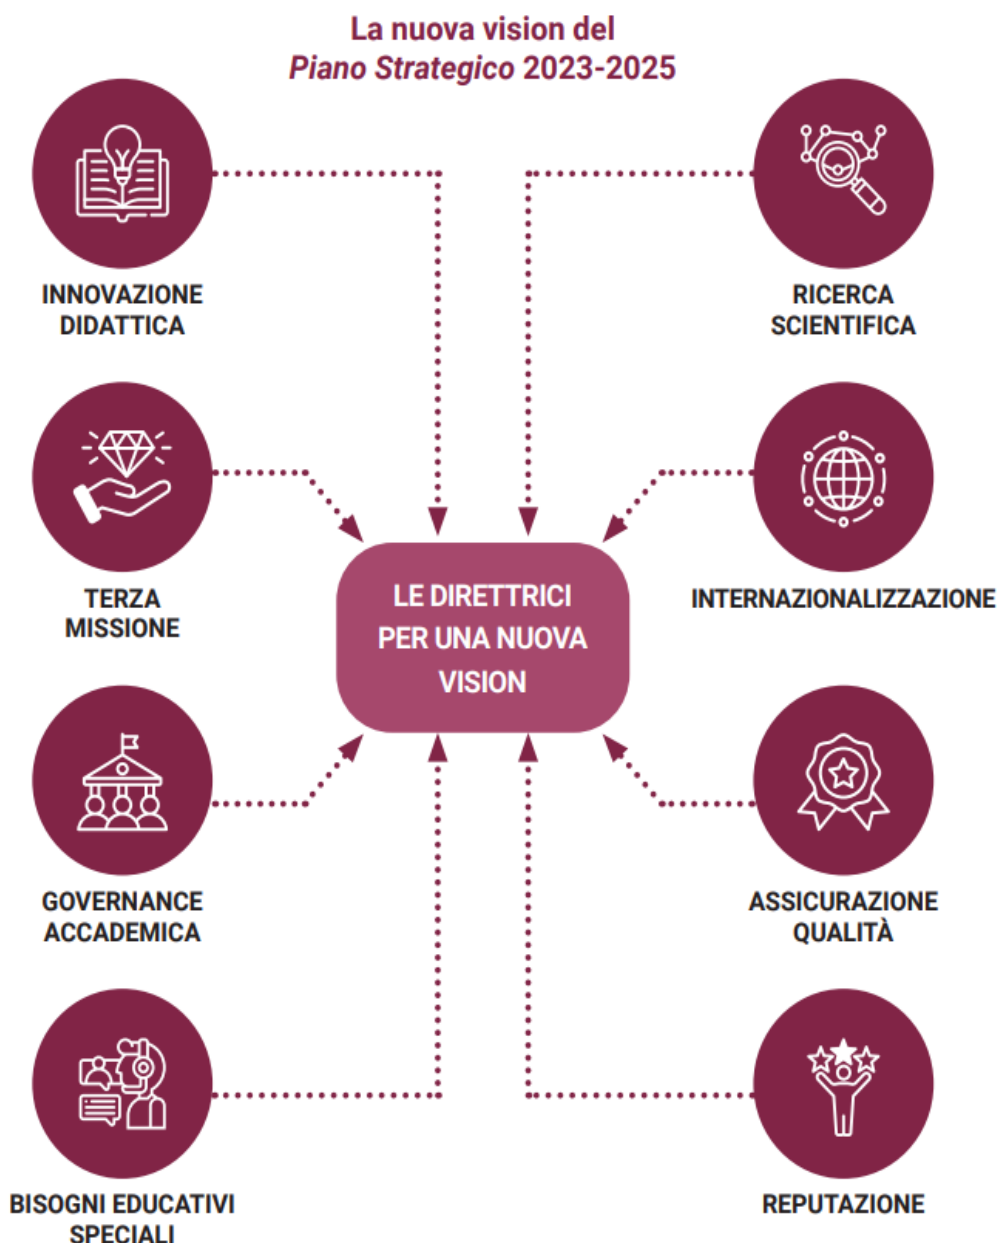 La nuova vision del
Piano Strategico 2023-2025
INNOVAZIONE
DIDATTICA
RICERCA
SCIENTIFICA
TERZA
MISSIONE
INTERNAZIONALIZZAZIONE
LE DIRETTRICI
PER UNA NUOVA
VISION
GOVERNANCE
ACCADEMICA
ASSICURAZIONE
QUALITÀ
BISOGNI EDUCATIVI
SPECIALI
REPUTAZIONE